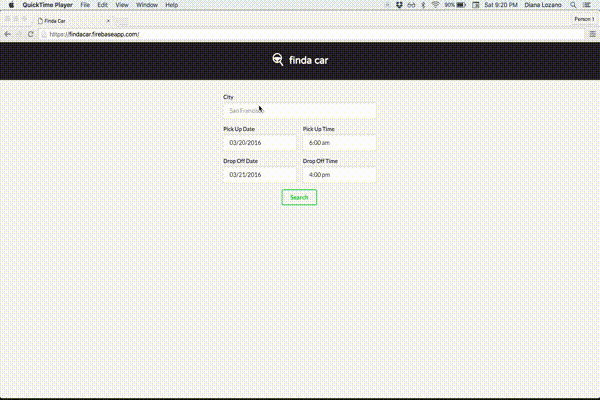 QuickTime Player File Edit View Window Help 90% Sat 9:20 PM Diana Lozano
Finda Car Person 1
https://findacar.firebaseapp.com/
finda car
City
San Francisco
Pick Up Date Pick Up Time
03/20/2016 6:00 am
Drop Off Date Drop Off Time
03/21/2016 4:00 pm
Search